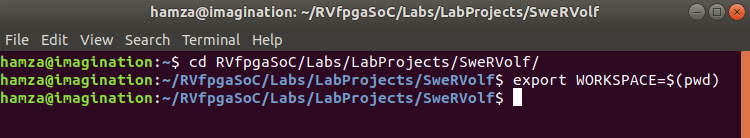 hamza@imagination: ~/RVfpgaSoC/Labs/LabProjects/SweRVolf
File Edit View Search Terminal Help
hamza@imagination:~$ cd RVfpgaSoC/Labs/LabProjects/SweRVolf/
hamza@imagination:~/RVfpgaSoC/Labs/LabProjects/SweRVolf$ export WORKSPACE=$(pwd)
hamza@imagination:~/RVfpgaSoC/Labs/LabProjects/SweRVolf$